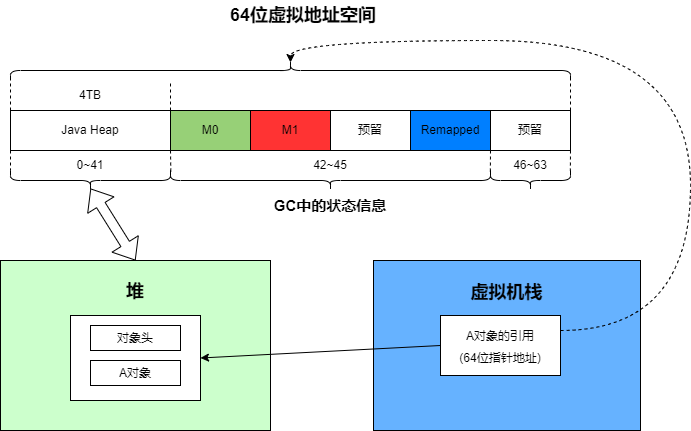 64位虚拟地址空间
4TB
Java Heap
M0
M1
预留
Remapped
预留
0~41
42~45
46~63
GC中的状态信息
堆
虚拟机栈
对象头
A对象
A对象的引用
(64位指针地址)